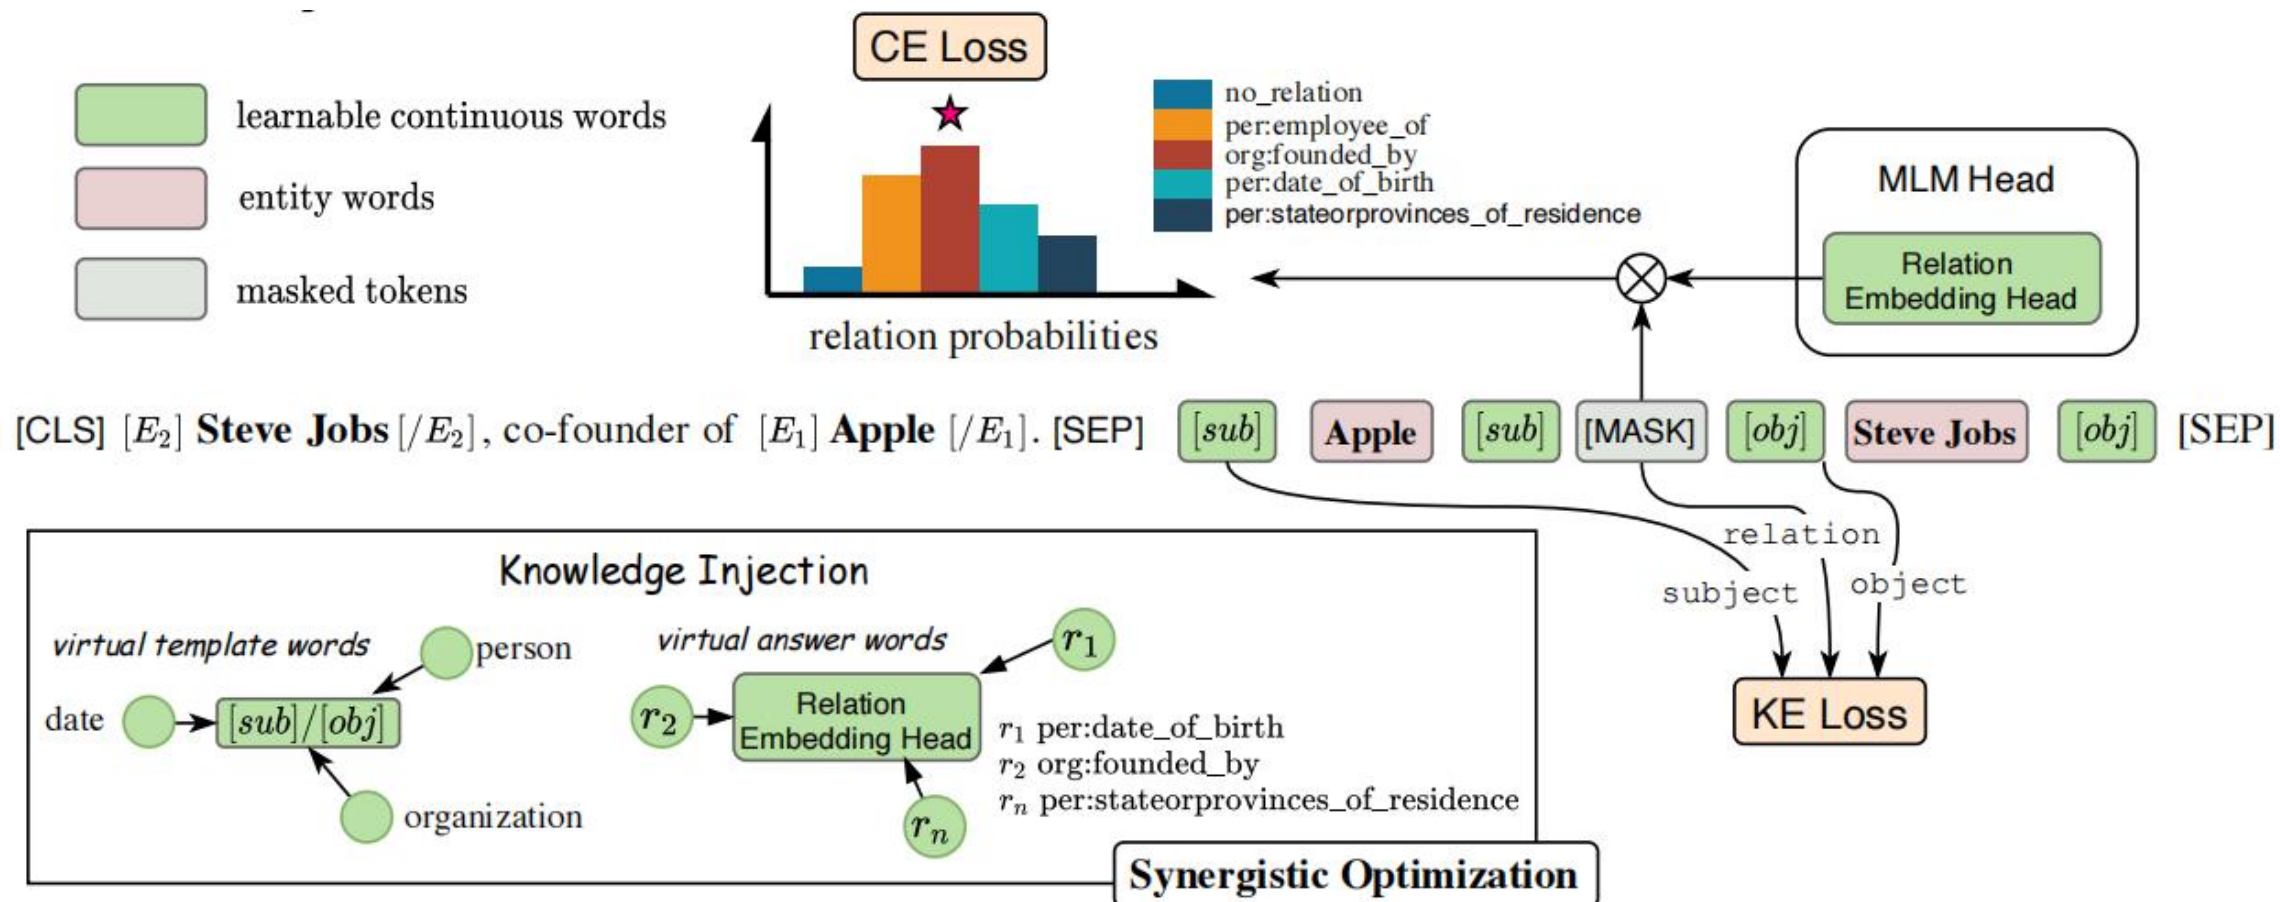 CE Loss
learnable continuous words
entity words
masked tokens
no_relation
per:employee_of
org:founded_by
per:date_of_birth
per:stateorprovinces_of_residence
relation probabilities
MLM Head
Relation
Embedding Head
[CLS] [E2] Steve Jobs [/E2], co-founder of [E1] Apple [/E1]. [SEP] [sub] Apple [sub] [MASK] [obj] Steve Jobs [obj] [SEP]
relation
subject
object
KE Loss
Knowledge Injection
virtual template words
person
date
[sub]/[obj]
organization
virtual answer words
r1
r2
Relation
Embedding Head
rn
r1 per:date_of_birth
r2 org:founded_by
rn per:stateorprovinces_of_residence
Synergistic Optimization